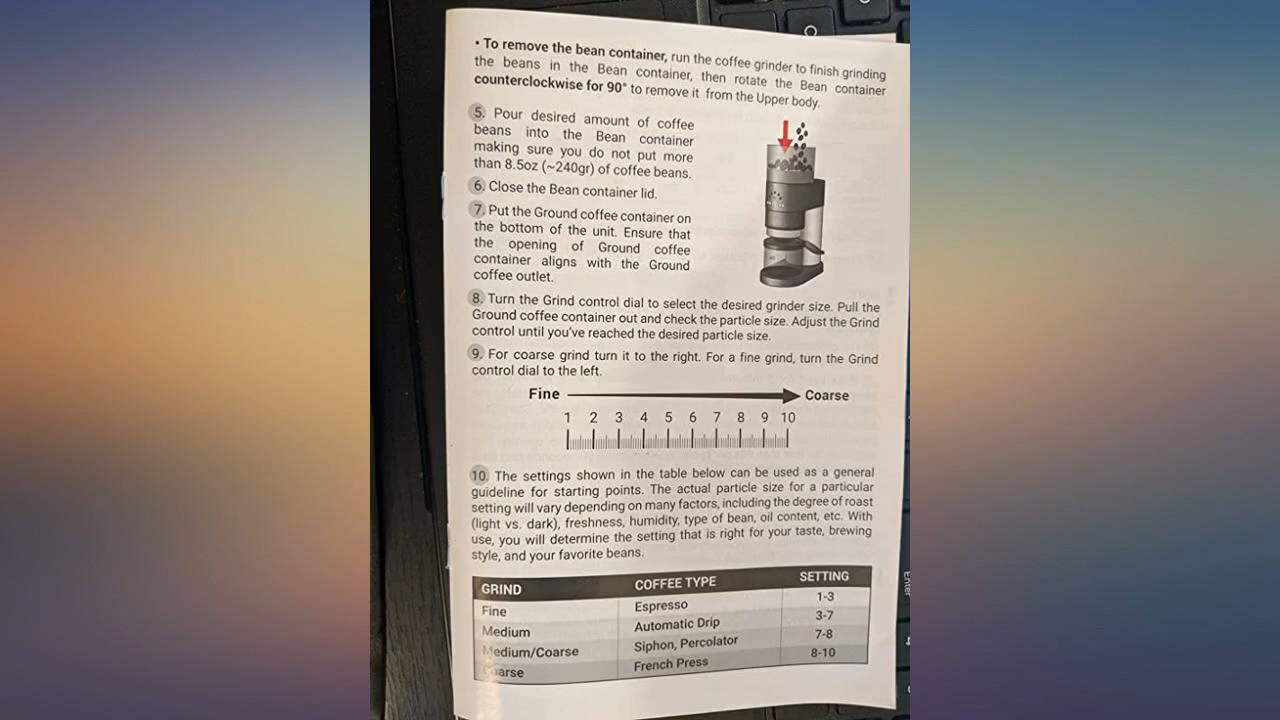 • To remove the bean container, run the coffee grinder to finish grinding
the beans in the Bean container, then rotate the Bean container
counterclockwise for 90° to remove it from the Upper body.
5. Pour desired amount of coffee
beans into the Bean container
making sure you do not put more
than 8.5oz (~240gr) of coffee beans.
6. Close the Bean container lid.
7. Put the Ground coffee container on
the bottom of the unit. Ensure that
the opening of Ground coffee
container aligns with the Ground
coffee outlet.
8. Turn the Grind control dial to select the desired grinder size. Pull the
Ground coffee container out and check the particle size. Adjust the Grind
control until you've reached the desired particle size.
9. For coarse grind turn it to the right. For a fine grind, turn the Grind
control dial to the left.
Fine Coarse
1 2 3 4 5 6 7 8 9 10
10. The settings shown in the table below can be used as a general
guideline for starting points. The actual particle size for a particular
setting will vary depending on many factors, including the degree of roast
(light vs. dark), freshness, humidity, type of bean, oil content, etc. With
use, you will determine the setting that is right for your taste, brewing
style, and your favorite beans.
GRIND COFFEE TYPE SETTING
Fine Espresso 1-3
Medium Automatic Drip 3-7
Medium/Coarse Siphon, Percolator 7-8
Coarse French Press 8-10
Enter